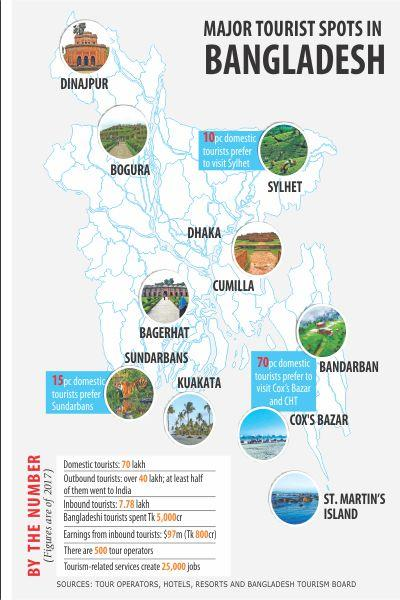 MAJOR TOURIST SPOTS IN
BANGLADESH
DINAJPUR
BOGURA
10pc domestic
tourists prefer
to visit Sylhet
SYLHET
DHAKA
CUMILLA
BAGERHAT
SUNDARBANS
15pc domestic
tourists prefer
Sundarbans
KUAKATA
70pc domestic
tourists prefer to
visit Cox's Bazar
and CHT
BANDARBAN
COX'S BAZAR
ST. MARTIN'S
ISLAND
BY THE NUMBER
(Figures are of 2017)
Domestic tourists: 70 lakh
Outbound tourists: over 40 lakh; at least half
of them went to India
Inbound tourists: 7.78 lakh
Bangladeshi tourists spent Tk 5,000cr
Earnings from inbound tourists: $97m (Tk 800cr)
There are 500 tour operators
Tourism-related services create 25,000 jobs
SOURCES: TOUR OPERATORS, HOTELS, RESORTS AND BANGLADESH TOURISM BOARD